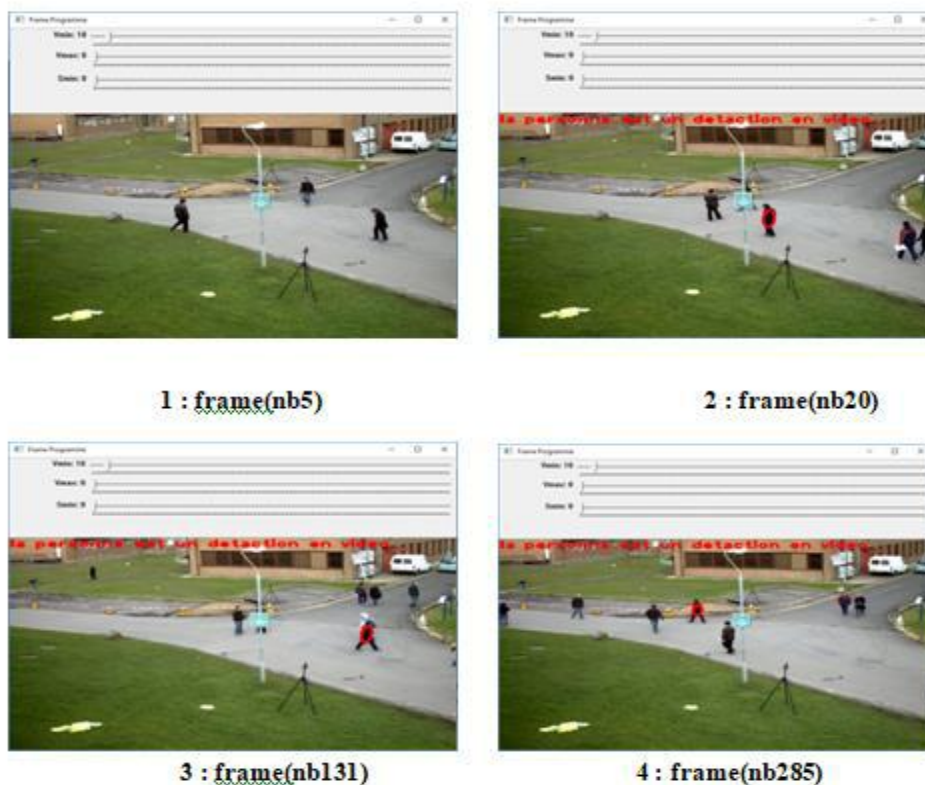 Frame Programme
Vmin: 10
Vmax: 0
Smin: 0
Frame Programme
Vmin: 10
Vmax: 0
Smin: 0
la personne est un detaction en video...
1 : frame(nb5)
2 : frame(nb20)
Frame Programme
Vmin: 10
Vmax: 0
Smin: 0
la personne est un detaction en video...
Frame Programme
Vmin: 10
Vmax: 0
Smin: 0
la personne est un detaction en video...
3 : frame(nb131)
4 : frame(nb285)